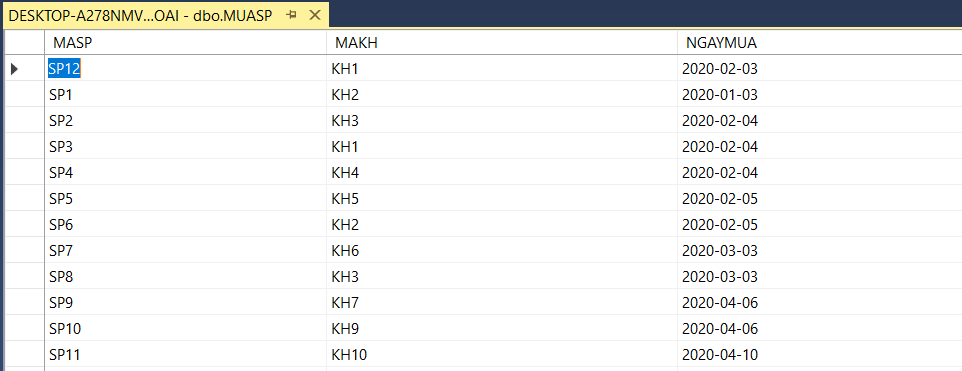 DESKTOP-A278NMV...OAI - dbo.MUASP
MASP MAKH NGAYMUA
SP12 KH1 2020-02-03
SP1 KH2 2020-01-03
SP2 KH3 2020-02-04
SP3 KH1 2020-02-04
SP4 KH4 2020-02-04
SP5 KH5 2020-02-05
SP6 KH2 2020-02-05
SP7 KH6 2020-03-03
SP8 KH3 2020-03-03
SP9 KH7 2020-04-06
SP10 KH9 2020-04-06
SP11 KH10 2020-04-10